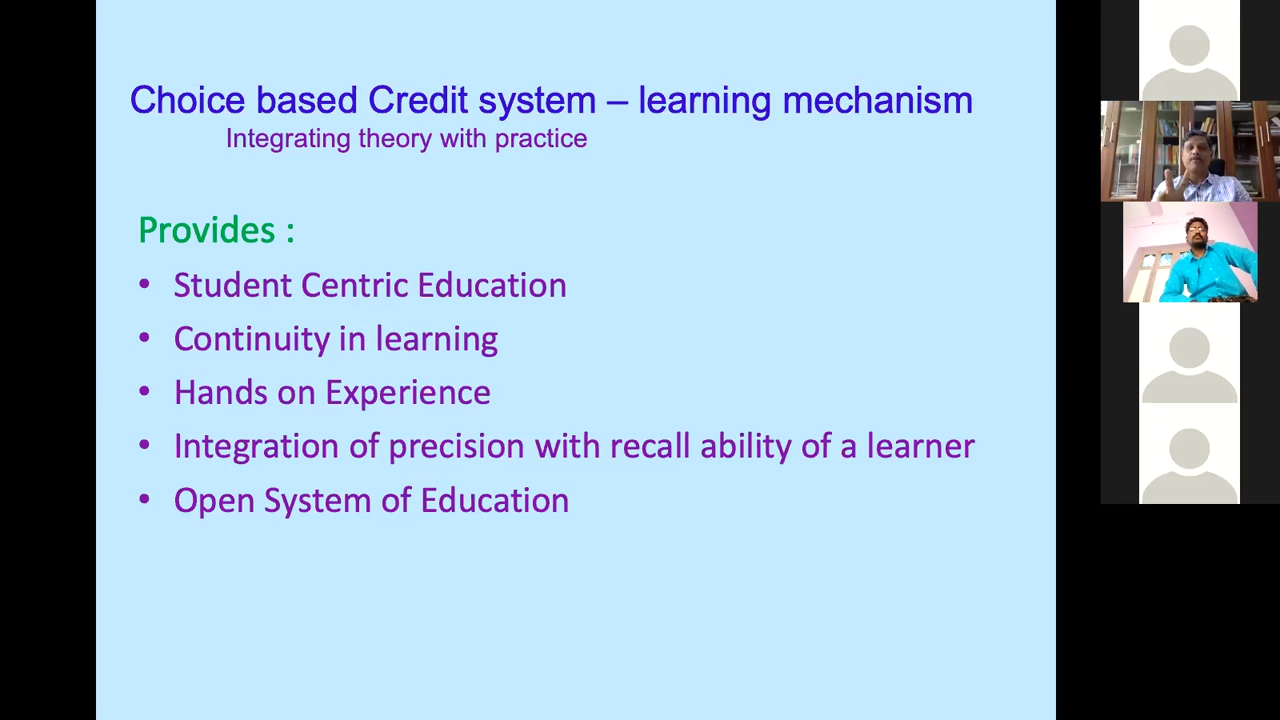 Choice based Credit system – learning mechanism
Integrating theory with practice
Provides :
• Student Centric Education
• Continuity in learning
• Hands on Experience
• Integration of precision with recall ability of a learner
• Open System of Education